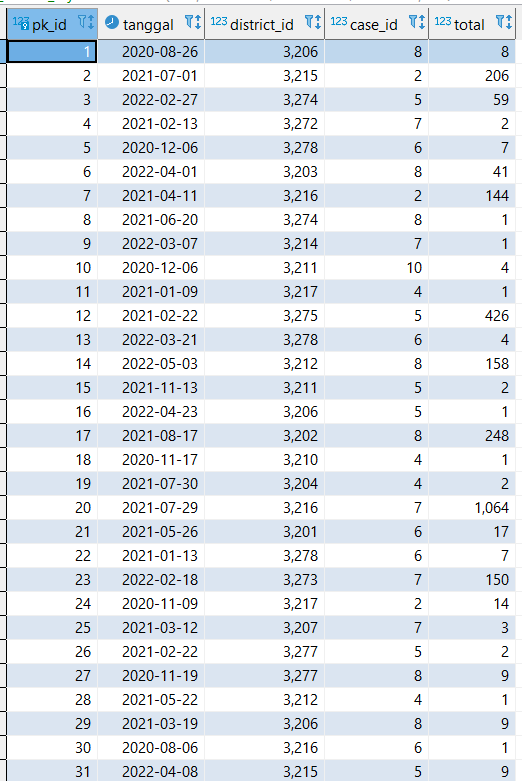 123 pk_id tanggal 123 district_id 123 case_id 123 total
1 2020-08-26 3,206 8 8
2 2021-07-01 3,215 2 206
3 2022-02-27 3,274 5 59
4 2021-02-13 3,272 7 2
5 2020-12-06 3,278 6 7
6 2022-04-01 3,203 8 41
7 2021-04-11 3,216 2 144
8 2021-06-20 3,274 8 1
9 2022-03-07 3,214 7 1
10 2020-12-06 3,211 10 4
11 2021-01-09 3,217 4 1
12 2021-02-22 3,275 5 426
13 2022-03-21 3,278 6 4
14 2022-05-03 3,212 8 158
15 2021-11-13 3,211 5 2
16 2022-04-23 3,206 5 1
17 2021-08-17 3,202 8 248
18 2020-11-17 3,210 4 1
19 2021-07-30 3,204 4 2
20 2021-07-29 3,216 7 1,064
21 2021-05-26 3,201 6 17
22 2021-01-13 3,278 6 7
23 2022-02-18 3,273 7 150
24 2020-11-09 3,217 2 14
25 2021-03-12 3,207 7 3
26 2021-02-22 3,277 5 2
27 2020-11-19 3,277 8 9
28 2021-05-22 3,212 4 1
29 2021-03-19 3,206 8 9
30 2020-08-06 3,216 6 1
31 2022-04-08 3,215 5 9